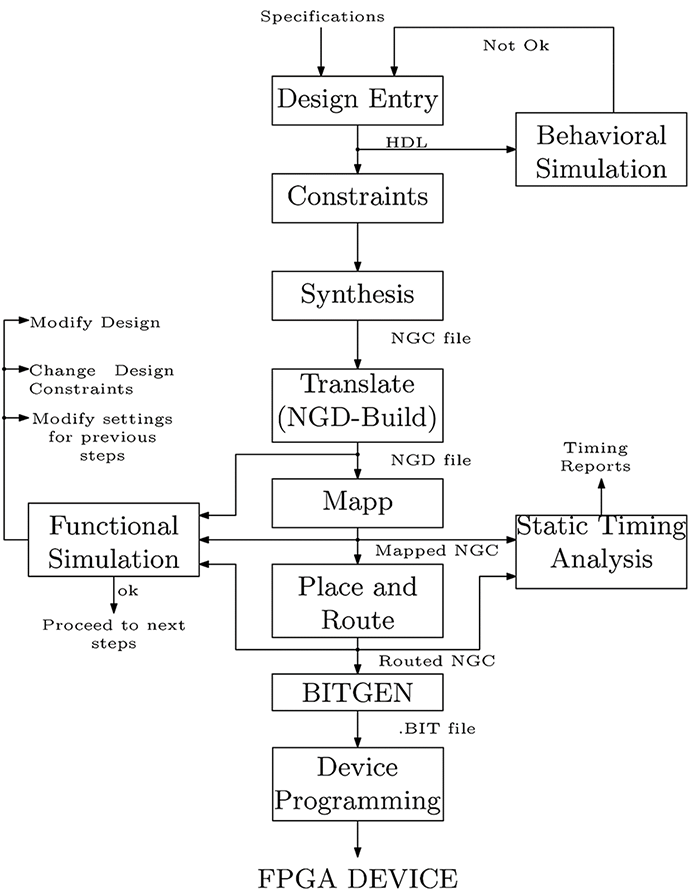 Specifications
Not Ok
Design Entry
HDL
Behavioral
Simulation
Constraints
Synthesis
NGC file
Modify Design
Change Design
Constraints
Modify settings
for previous
steps
Translate
(NGD-Build)
NGD file
Timing
Reports
Mapp
Functional
Simulation
Static Timing
Analysis
Mapped NGC
ok
Proceed to next
steps
Place and
Route
Routed NGC
BITGEN
.BIT file
Device
Programming
FPGA DEVICE